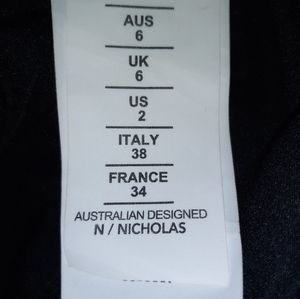 AUS
6
UK
6
US
2
ITALY
38
FRANCE
34
AUSTRALIAN DESIGNED
N / NICHOLAS